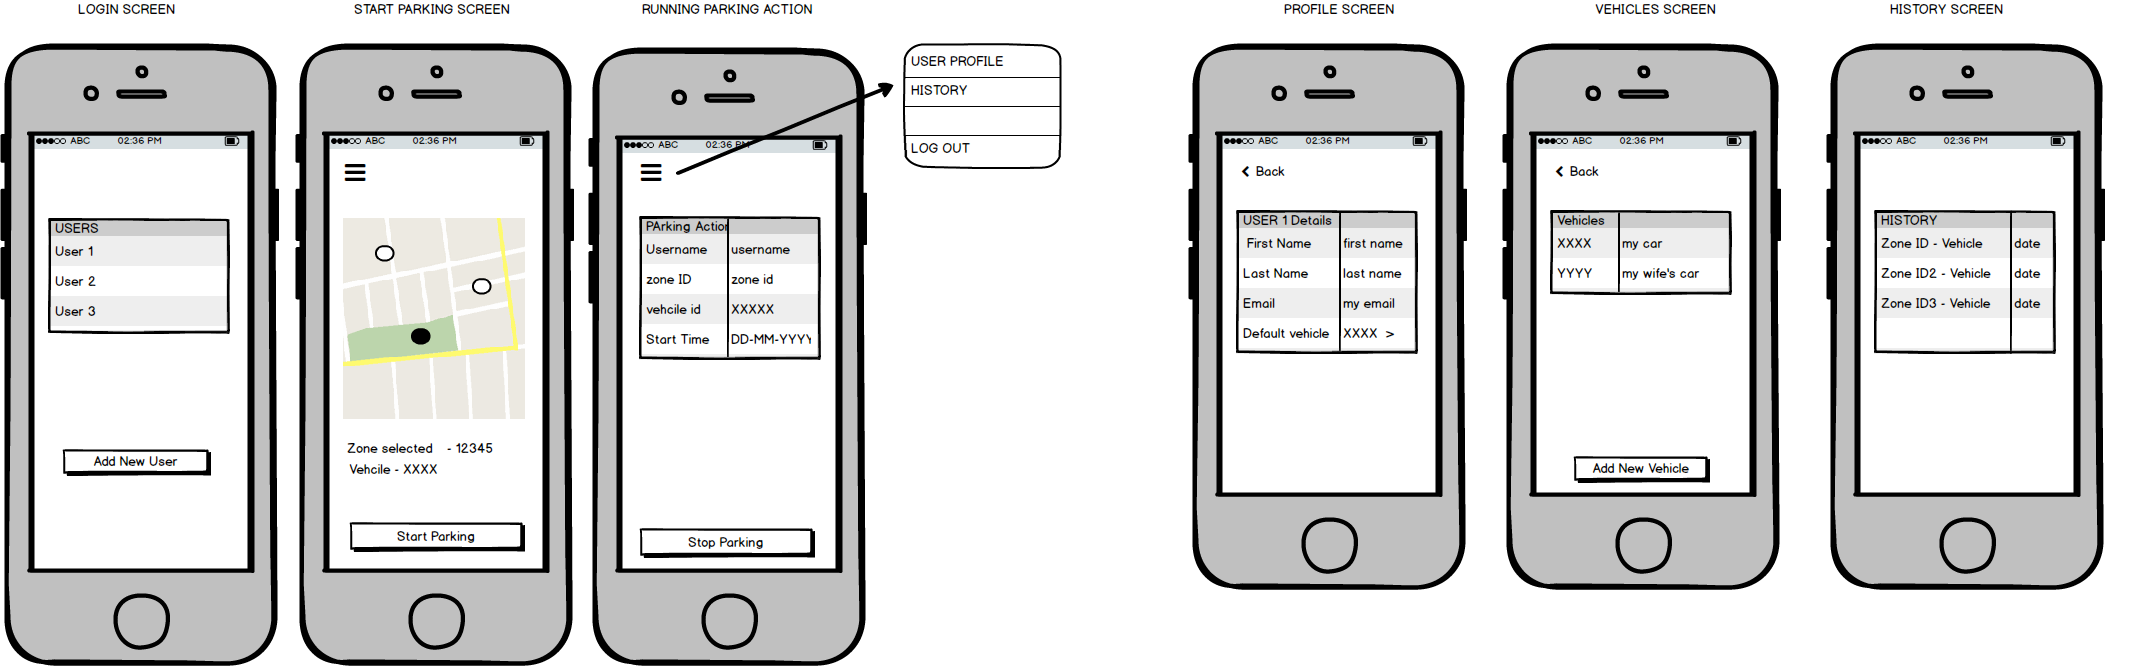 LOGIN SCREEN
●●●○○ ABC 02:36 PM
USERS
User 1
User 2
User 3
Add New User
START PARKING SCREEN
●●●○○ ABC 02:36 PM
Zone selected - 12345
Vehcile - XXXX
Start Parking
RUNNING PARKING ACTION
●●●○○ ABC 02:36 PM
PArking Action
Username username
zone ID zone id
vehcile id XXXXX
Start Time DD-MM-YYYY
Stop Parking
USER PROFILE
HISTORY
LOG OUT
PROFILE SCREEN
●●●○○ ABC 02:36 PM
< Back
USER 1 Details
First Name first name
Last Name last name
Email my email
Default vehicle XXXX >
VEHICLES SCREEN
●●●○○ ABC 02:36 PM
< Back
Vehicles
XXXX my car
YYYY my wife's car
Add New Vehicle
HISTORY SCREEN
●●●○○ ABC 02:36 PM
HISTORY
Zone ID - Vehicle date
Zone ID2 - Vehicle date
Zone ID3 - Vehicle date